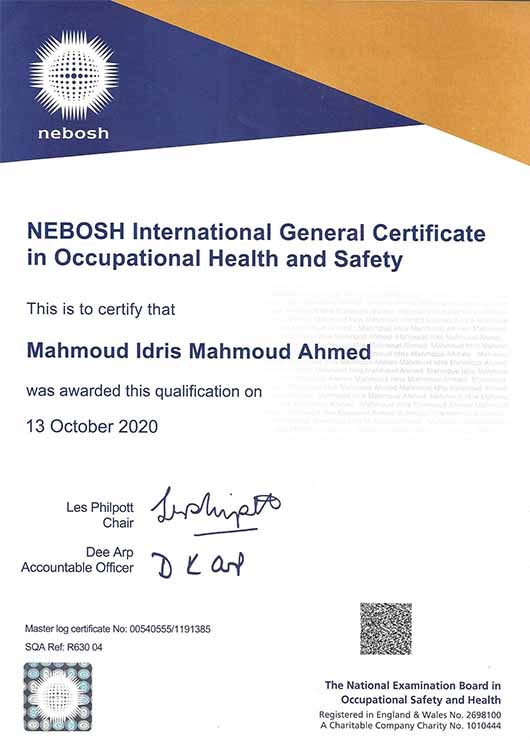 nebosh
NEBOSH International General Certificate
in Occupational Health and Safety
This is to certify that
Mahmoud Idris Mahmoud Ahmed
was awarded this qualification on
13 October 2020
Les Philpott
Chair
Dee Arp
Accountable Officer
D K Arp
Master log certificate No: 00540555/1191385
SQA Ref: R630 04
The National Examination Board in
Occupational Safety and Health
Registered in England & Wales No. 2698100
A Charitable Company Charity No. 1010444